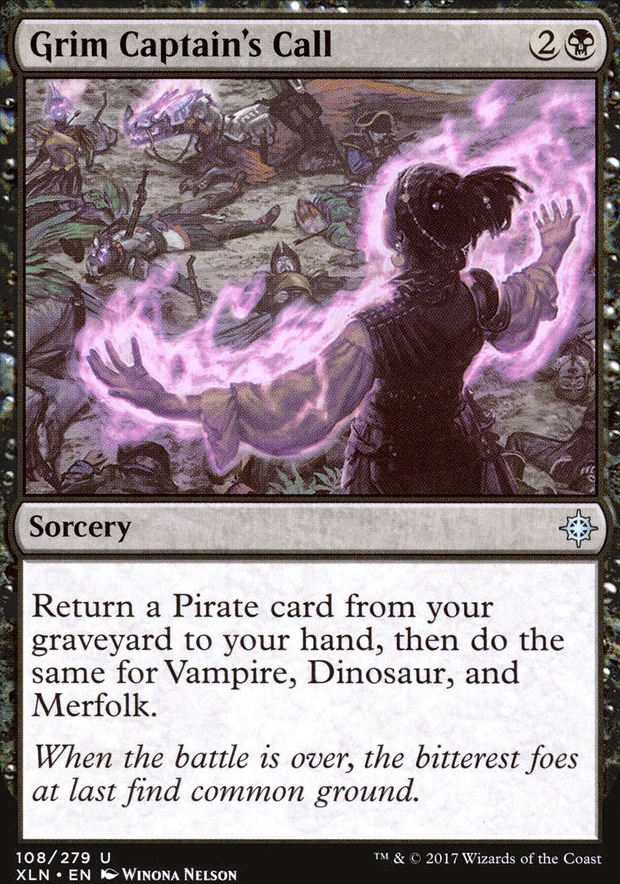 Grim Captain's Call 2
Sorcery
Return a Pirate card from your
graveyard to your hand, then do the
same for Vampire, Dinosaur, and
Merfolk.
When the battle is over, the bitterest foes
at last find common ground.
108/279 U
XLN • EN Winona Nelson
™ & © 2017 Wizards of the Coast